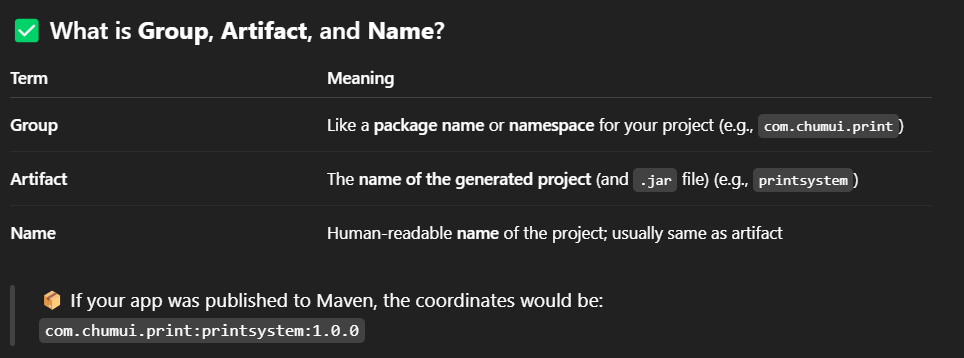 ✅ What is Group, Artifact, and Name?
Term Meaning
Group Like a package name or namespace for your project (e.g., com.chumui.print)
Artifact The name of the generated project (and .jar file) (e.g., printsystem)
Name Human-readable name of the project; usually same as artifact
📦 If your app was published to Maven, the coordinates would be:
com.chumui.print:printsystem:1.0.0